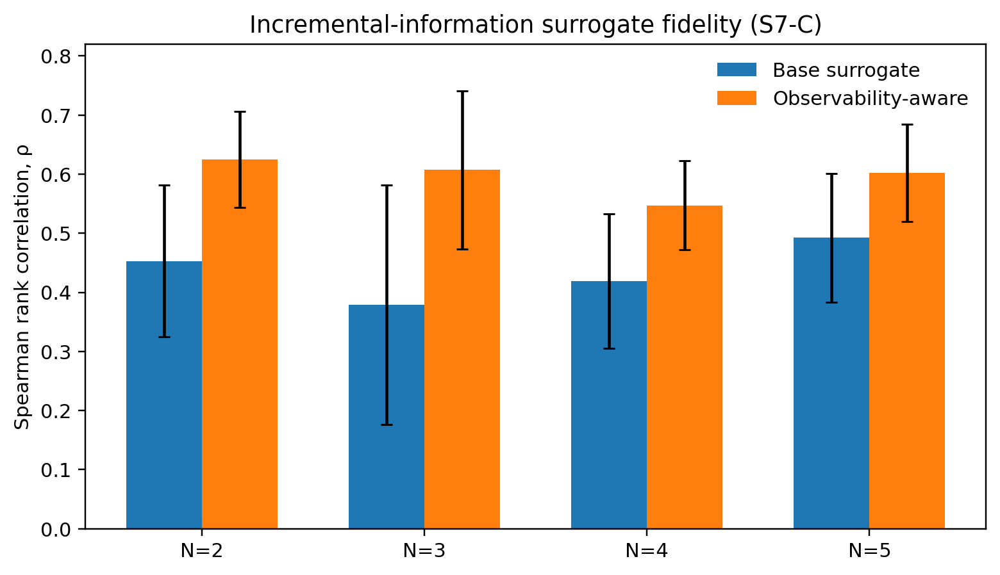 Incremental-information surrogate fidelity (S7-C)
Base surrogate
Observability-aware
Spearman rank correlation, ρ
0.8
0.7
0.6
0.5
0.4
0.3
0.2
0.1
0.0
N=2
N=3
N=4
N=5